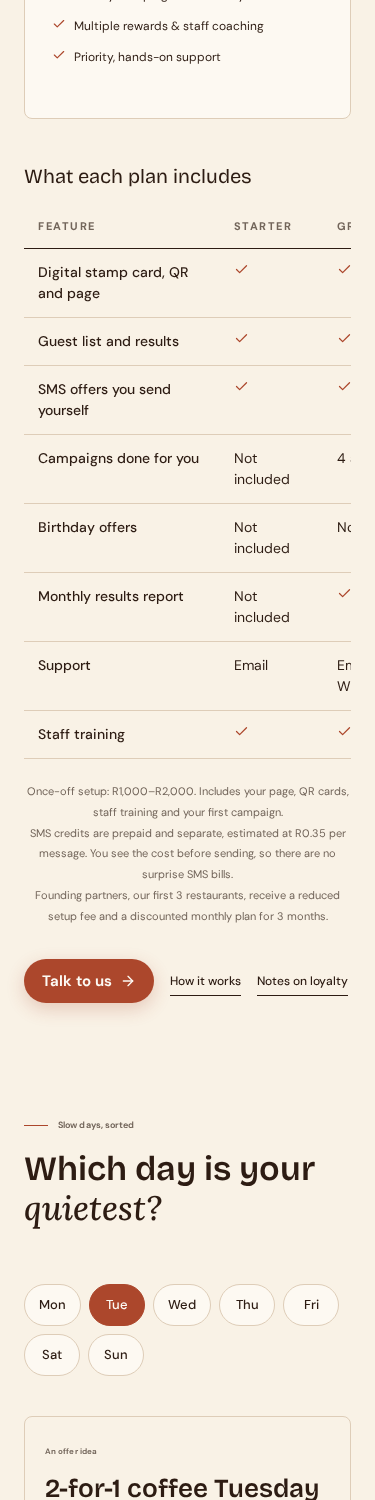 Multiple rewards & staff coaching
Priority, hands-on support
What each plan includes
FEATURE STARTER
Digital stamp card, QR
and page
Guest list and results
SMS offers you send
yourself
Campaigns done for you Not
included 4
Birthday offers Not
included
Monthly results report Not
included
Support Email
Staff training
Once-off setup: R1,000–R2,000. Includes your page, QR cards,
staff training and your first campaign.
SMS credits are prepaid and separate, estimated at R0.35 per
message. You see the cost before sending, so there are no
surprise SMS bills.
Founding partners, our first 3 restaurants, receive a reduced
setup fee and a discounted monthly plan for 3 months.
Talk to us → How it works Notes on loyalty
Slow days, sorted
Which day is your
quietest?
Mon Tue Wed Thu Fri
Sat Sun
An offer idea
2-for-1 coffee Tuesday